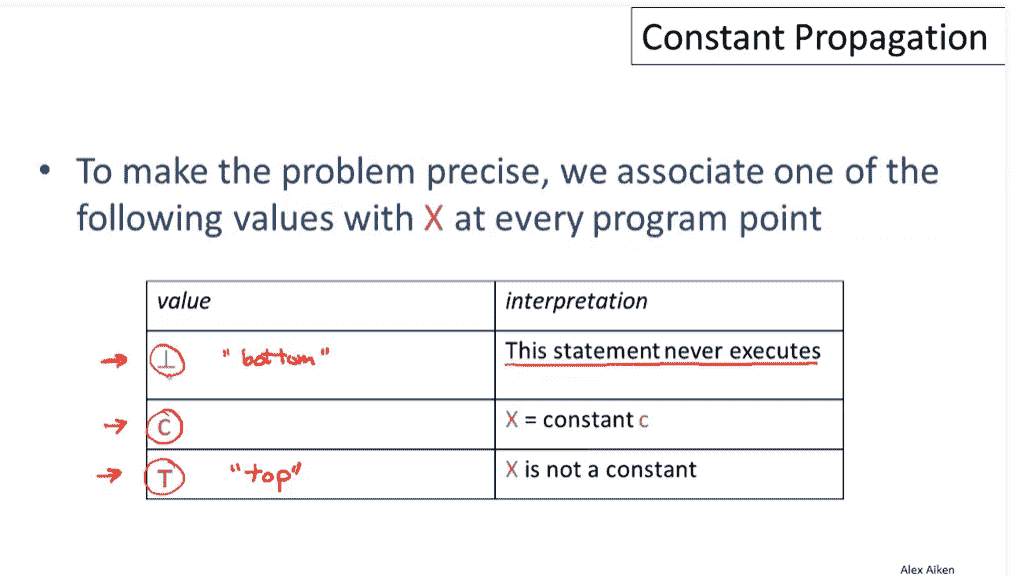 Constant Propagation
• To make the problem precise, we associate one of the
following values with X at every program point
value interpretation
⊥ "bottom" This statement never executes
C X = constant c
T "top" X is not a constant
Alex Aiken